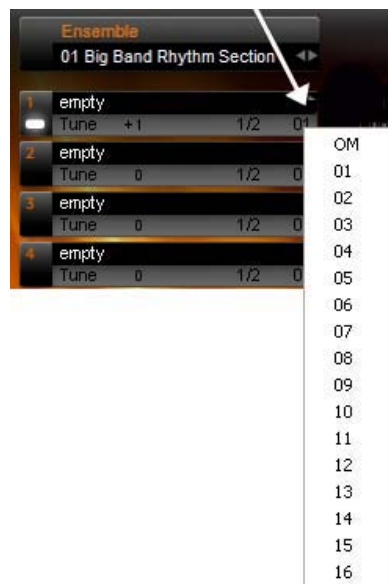 Ensemble
01 Big Band Rhythm Section
1 empty
Tune +1 1/2 01
2 empty
Tune 0 1/2 0
3 empty
Tune 0 1/2 0
4 empty
Tune 0 1/2 0
OM
01
02
03
04
05
06
07
08
09
10
11
12
13
14
15
16